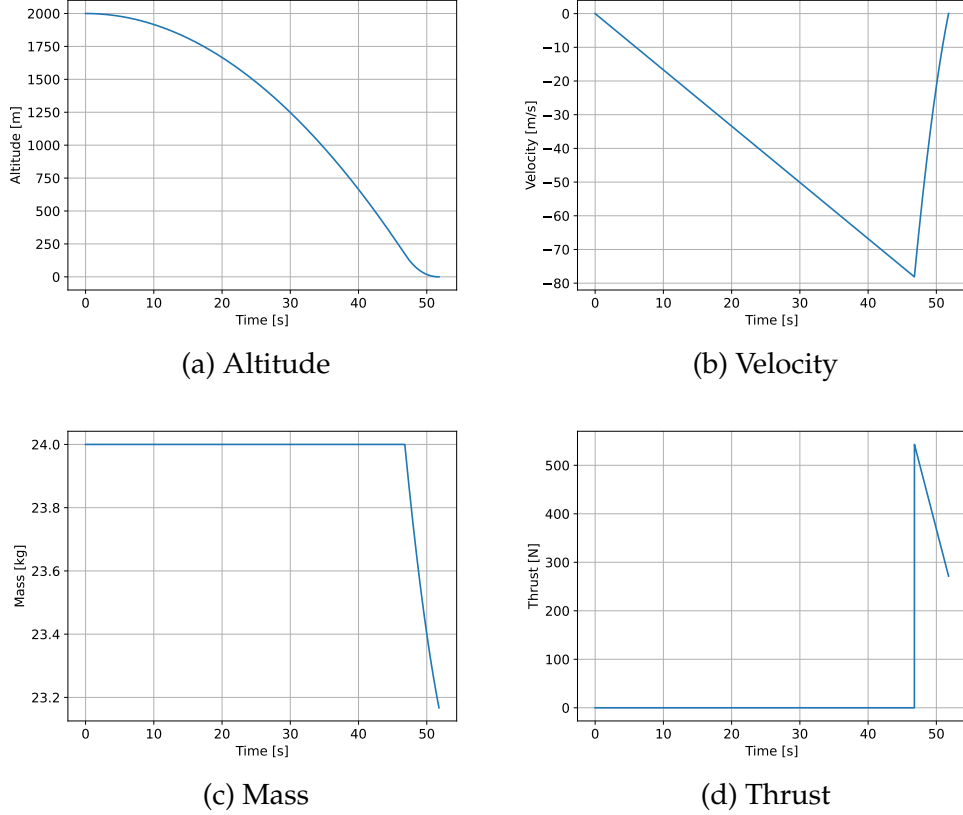 2000
1750
1500
1250
1000
750
500
250
0
Altitude [m]
0 10 20 30 40 50
Time [s]
(a) Altitude
0
−10
−20
−30
−40
−50
−60
−70
−80
Velocity [m/s]
0 10 20 30 40 50
Time [s]
(b) Velocity
24.0
23.8
23.6
23.4
23.2
Mass [kg]
0 10 20 30 40 50
Time [s]
(c) Mass
500
400
300
200
100
0
Thrust [N]
0 10 20 30 40 50
Time [s]
(d) Thrust